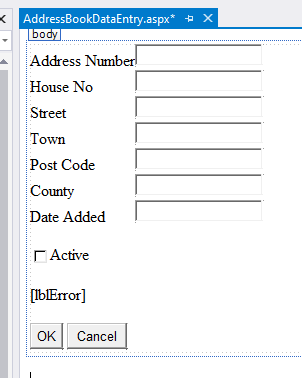 AddressBookDataEntry.aspx*
body
Address Number
House No
Street
Town
Post Code
County
Date Added
Active
[lblError]
OK Cancel